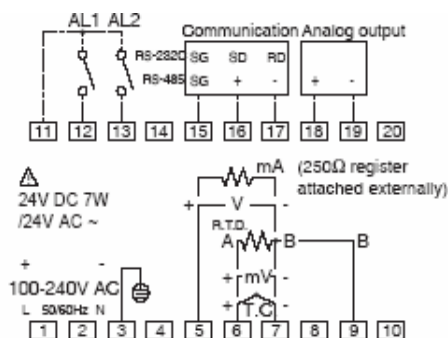 AL1 AL2
Communication Analog output
RS-232C SG SD RD
RS-485 SG + - + -
11 12 13 14 15 16 17 18 19 20
mA (250Ω register
attached externally)
24V DC 7W
/24V AC ~
+ V -
R.T.D.
A B B
+ - + mV -
100-240V AC
+ T.C -
L 50/60Hz N
1 2 3 4 5 6 7 8 9 10